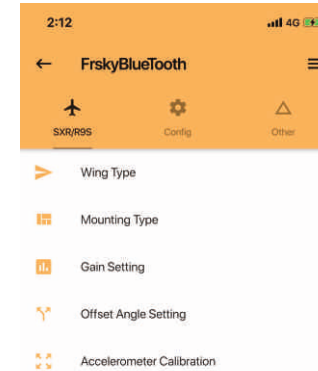 2:12 4G
FrskyBlueTooth
SXR/R9S Config Other
Wing Type
Mounting Type
Gain Setting
Offset Angle Setting
Accelerometer Calibration